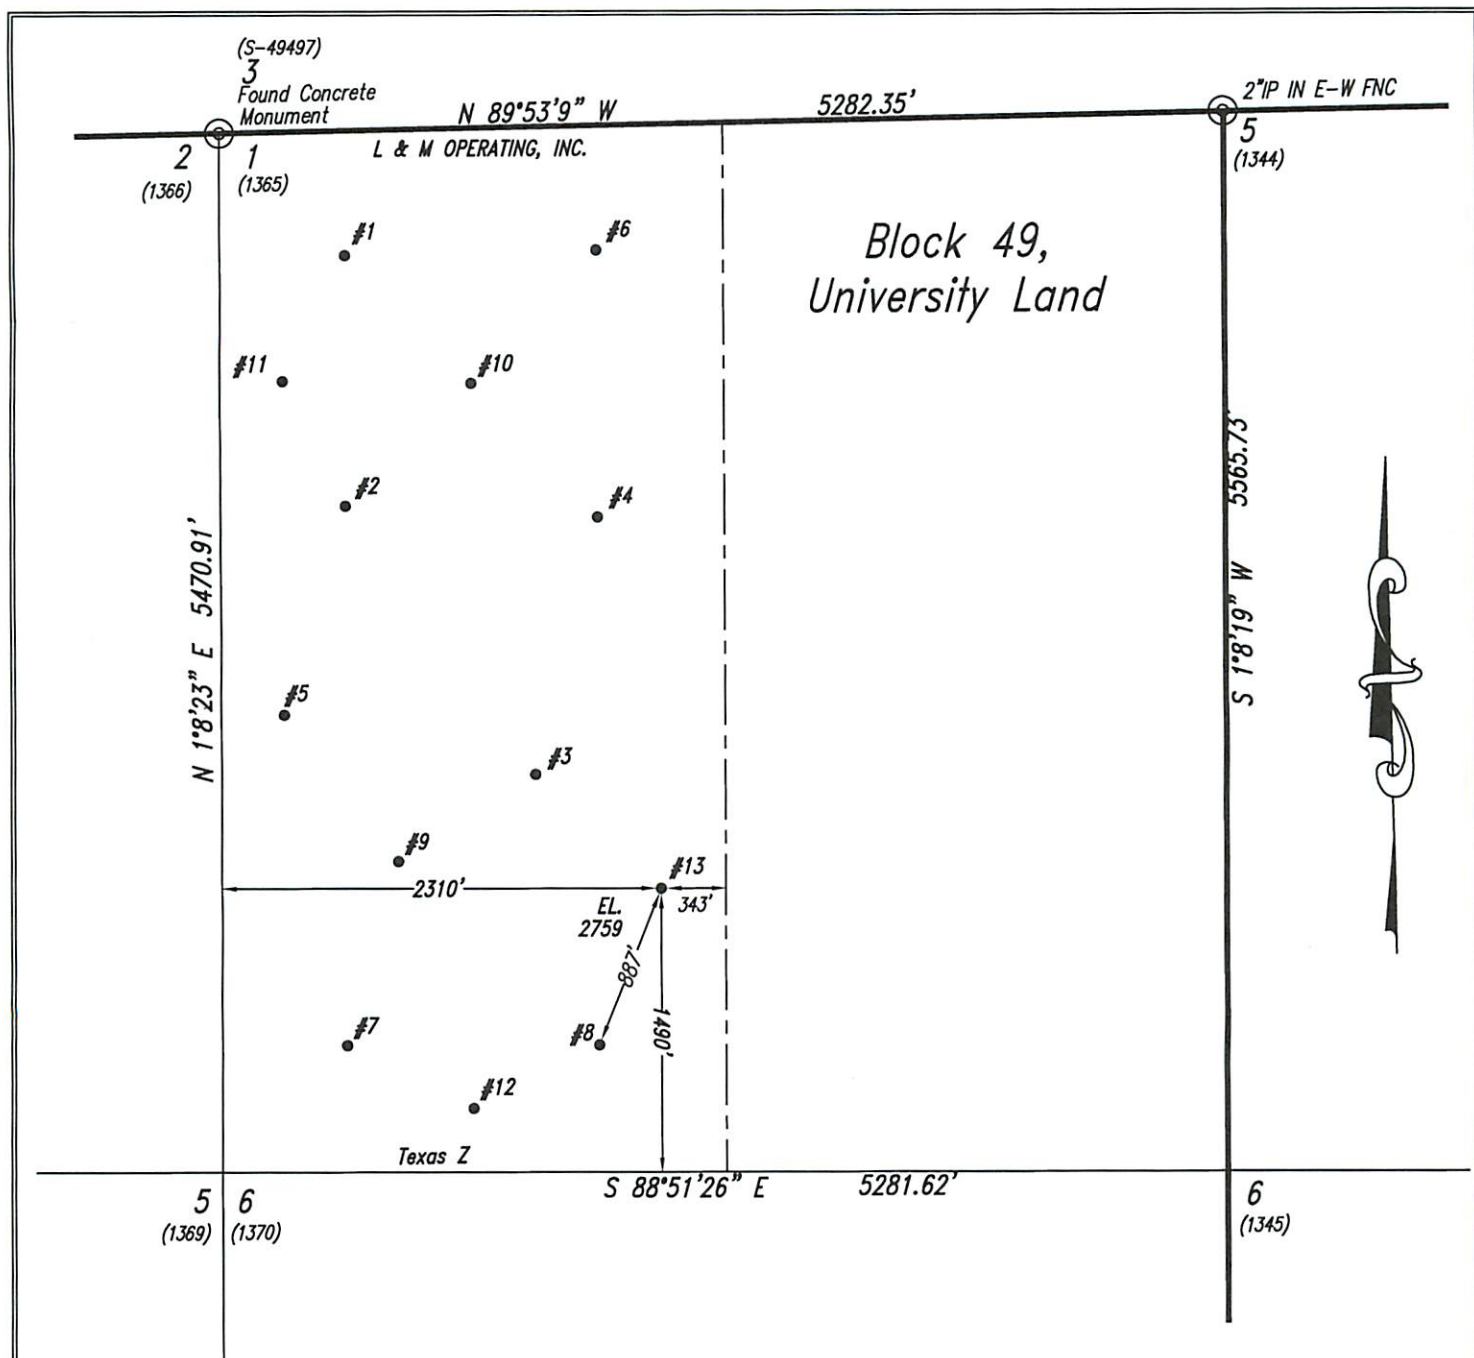 (S-49497)
3
Found Concrete
Monument
N 89°53'9" W
5282.35'
2"IP IN E-W FNC
2
1
L & M OPERATING, INC.
5
(1366)
(1365)
(1344)
#1
#6
Block 49,
University Land
#11
#10
#2
#4
N 1°8'23" E 5470.91'
S 1°8'19" W 5565.73'
#5
#3
#9
#13
2310'
343'
EL.
2759
887'
1490'
#7
#8
#12
Texas Z
S 88°51'26" E
5281.62'
5
6
6
(1369)
(1370)
(1345)